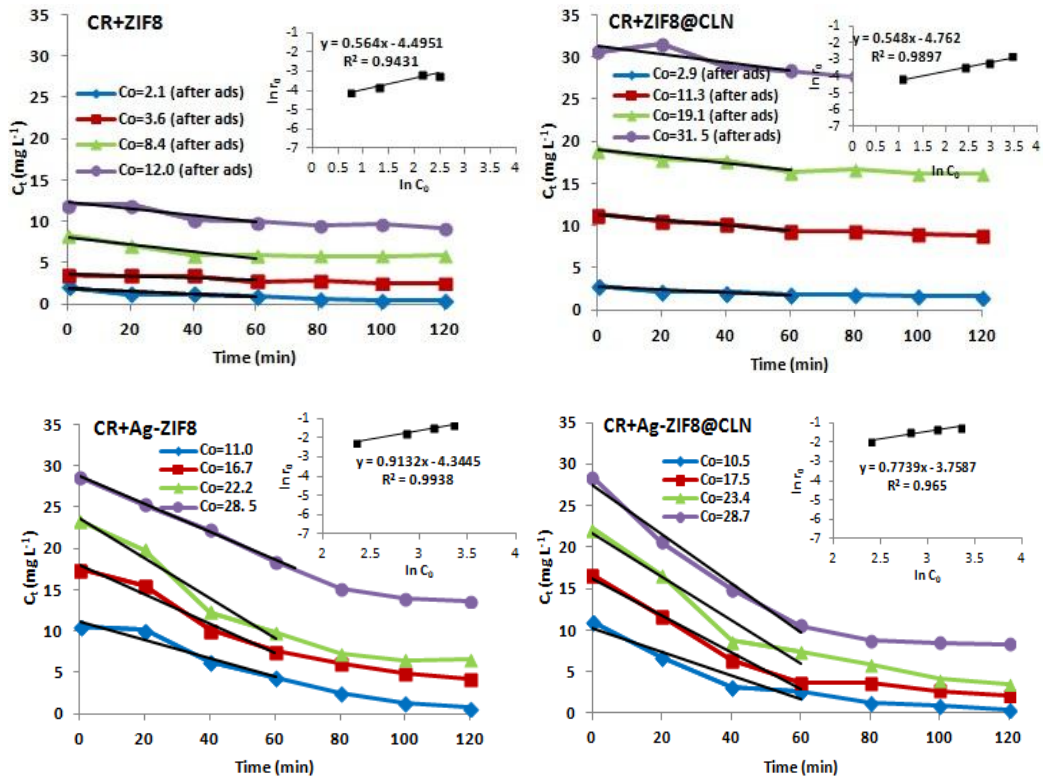 CR+ZIF8
C_t (mg L⁻¹)
35
30
25
20
15
10
5
0
0 20 40 60 80 100 120
Time (min)
Co=2.1 (after ads)
Co=3.6 (after ads)
Co=8.4 (after ads)
Co=12.0 (after ads)
y = 0.564x - 4.4951
R² = 0.9431
ln r₀
-1
-2
-3
-4
-5
-6
-7
0 0.5 1 1.5 2 2.5 3 3.5 4
ln C₀
CR+ZIF8@CLN
35
30
25
20
15
10
5
0
0 20 40 60 80 100 120
Time (min)
Co=2.9 (after ads)
Co=11.3 (after ads)
Co=19.1 (after ads)
Co=31.5 (after ads)
y = 0.548x - 4.762
R² = 0.9897
ln r₀
-1
-2
-3
-4
-5
-6
-7
0 0.5 1 1.5 2 2.5 3 3.5 4
ln C₀
CR+Ag-ZIF8
C_t (mg L⁻¹)
35
30
25
20
15
10
5
0
0 20 40 60 80 100 120
Time (min)
Co=11.0
Co=16.7
Co=22.2
Co=28. 5
y = 0.9132x - 4.3445
R² = 0.9938
ln r₀
-1
-2
-3
-4
-5
-6
-7
2 2.5 3 3.5 4
ln C₀
CR+Ag-ZIF8@CLN
C_t (mg L⁻¹)
35
30
25
20
15
10
5
0
0 20 40 60 80 100 120
Time (min)
Co=10.5
Co=17.5
Co=23.4
Co=28.7
y = 0.7739x - 3.7587
R² = 0.965
ln r₀
-1
-2
-3
-4
-5
-6
-7
2 2.5 3 3.5 4
ln C₀